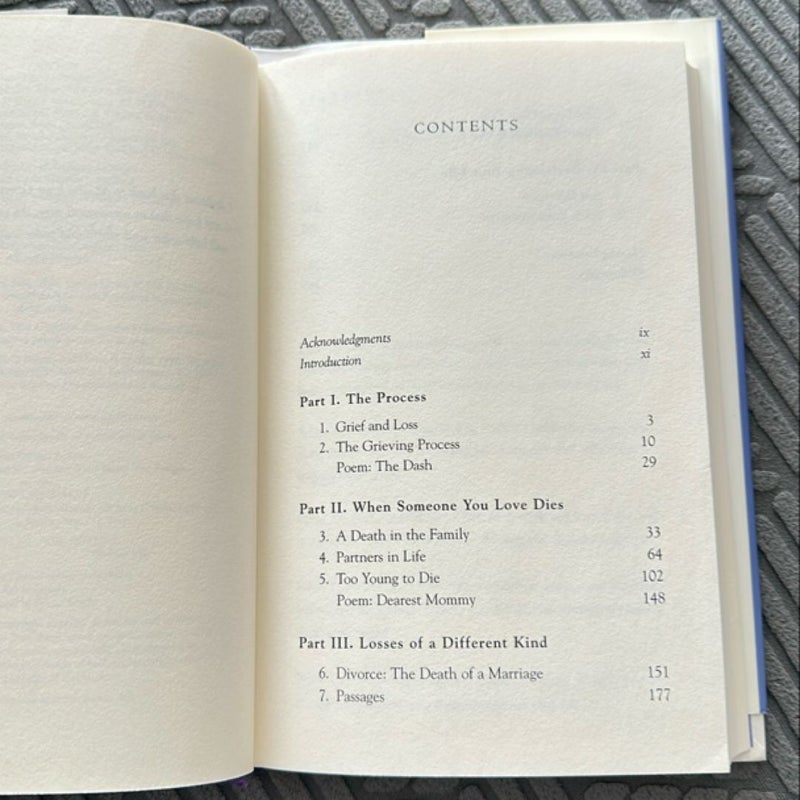 CONTENTS
Acknowledgments ix
Introduction xi
Part I. The Process
1. Grief and Loss 3
2. The Grieving Process 10
Poem: The Dash 29
Part II. When Someone You Love Dies
3. A Death in the Family 33
4. Partners in Life 64
5. Too Young to Die 102
Poem: Dearest Mommy 148
Part III. Losses of a Different Kind
6. Divorce: The Death of a Marriage 151
7. Passages 177